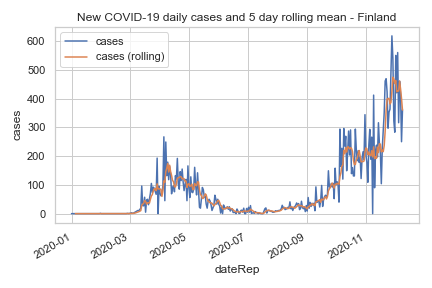 New COVID-19 daily cases and 5 day rolling mean - Finland
cases
cases (rolling)
600
500
400
300
200
100
0
cases
2020-01
2020-03
2020-05
2020-07
2020-09
2020-11
dateRep